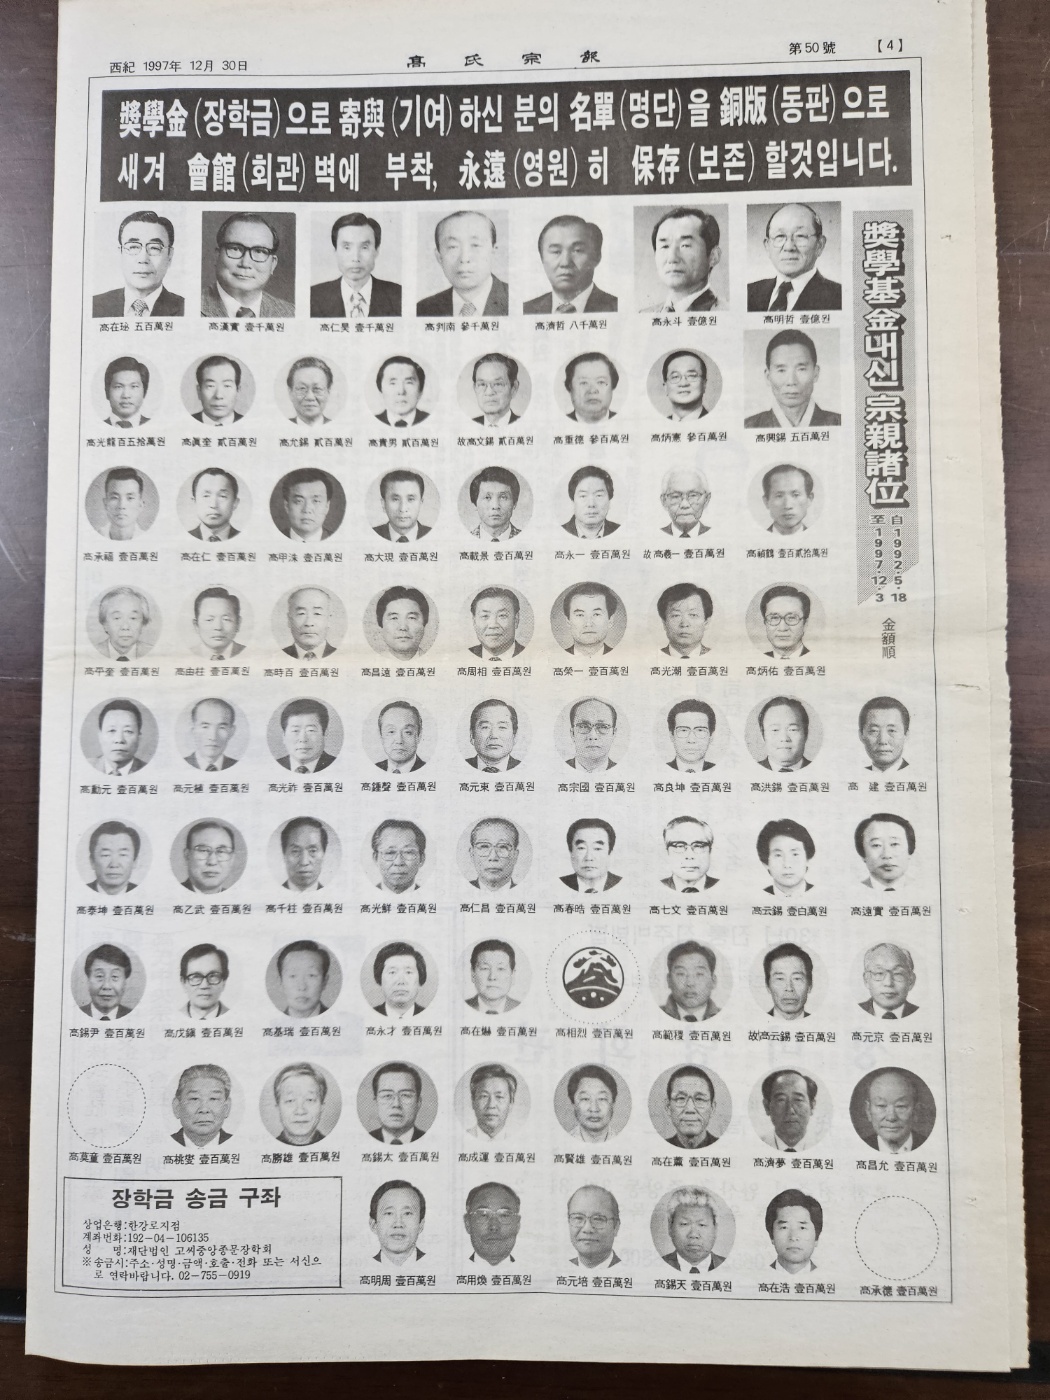 西紀 1997年 12月 30日
高氏宗報
第50號
【4】
獎學金(장학금)으로 寄與(기여)하신 분의 名單(명단)을 銅版(동판)으로
새겨 會館(회관)벽에 부착, 永遠(영원)히 保存(보존)할것입니다.
獎學基金내신 宗親諸位
自1992·5·18
至1997·12·3
金額順
高在珌 五百萬원
高漢實 壹千萬원
高仁昊 壹千萬원
高判南 參千萬원
高濟哲 八千萬원
高永斗 壹億원
高明哲 壹億원
高光龍 百五拾萬원
高眞奎 貳百萬원
高尤錫 貳百萬원
高貴男 貳百萬원
故高文錫 貳百萬원
高重德 參百萬원
高炳憲 參百萬원
高興錫 五百萬원
高承福 壹百萬원
高在仁 壹百萬원
高甲洙 壹百萬원
高大現 壹百萬원
高載景 壹百萬원
高永一 壹百萬원
故高義一 壹百萬원
高禎鶴 壹百貳拾萬원
高平奎 壹百萬원
高由柱 壹百萬원
高時百 壹百萬원
高昌遠 壹百萬원
高周相 壹百萬원
高榮一 壹百萬원
高光潮 壹百萬원
高炳佑 壹百萬원
高勳元 壹百萬원
高元植 壹百萬원
高光祚 壹百萬원
高鍾聲 壹百萬원
高元東 壹百萬원
高宗國 壹百萬원
高良坤 壹百萬원
高洪錫 壹百萬원
高 建 壹百萬원
高泰坤 壹百萬원
高乙武 壹百萬원
高千柱 壹百萬원
高光鮮 壹百萬원
高仁昌 壹百萬원
高春晧 壹百萬원
高七文 壹百萬원
高云錫 壹白萬원
高遠實 壹百萬원
高錫尹 壹百萬원
高戊鎭 壹百萬원
高基瑞 壹百萬원
高永才 壹百萬원
高在 壹百萬원
高相烈 壹百萬원
高範稷 壹百萬원
故高云錫 壹百萬원
高元京 壹百萬원
高莫童 壹百萬원
高桃燮 壹百萬원
高勝雄 壹百萬원
高錫太 壹百萬원
高成運 壹百萬원
高賢雄 壹百萬원
高在薰 壹百萬원
高濟夢 壹百萬원
高昌允 壹百萬원
高明周 壹百萬원
高用煥 壹百萬원
高元培 壹百萬원
高錫天 壹百萬원
高在浩 壹百萬원
高承德 壹百萬원
장학금 송금 구좌
상업은행:한강로지점
계좌번화:192-04-106135
성 명:재단법인 고씨중앙종문장학회
※송금시:주소·성명·금액·호출·전화 또는 서신으
로 연락바랍니다. 02-755-0919